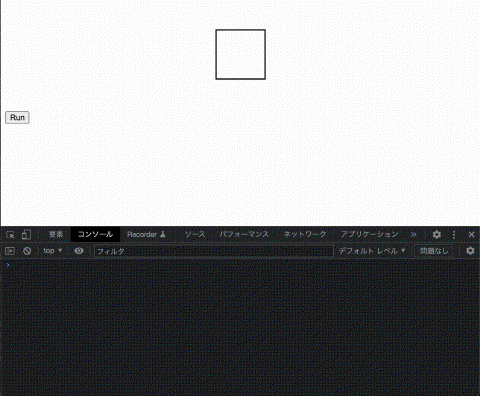 Run
要素 コンソール Recorder ソース パフォーマンス ネットワーク アプリケーション »
top ▼ フィルタ デフォルト レベル ▼ 問題なし